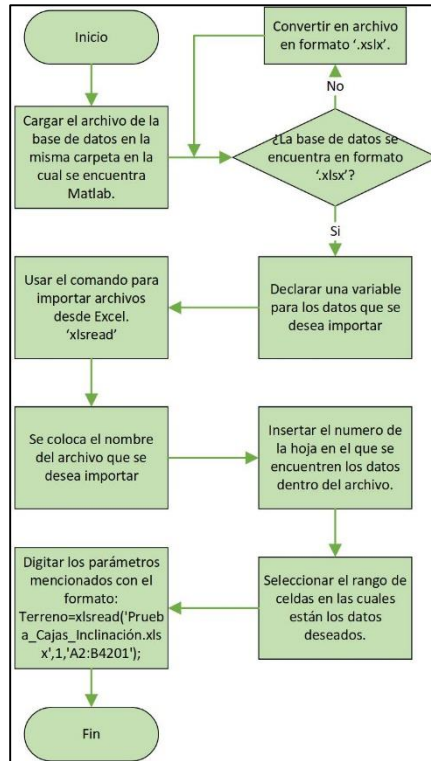 Inicio
Convertir en archivo
en formato ‘.xslx’.
No
Cargar el archivo de la
base de datos en la
misma carpeta en la
cual se encuentra
Matlab.
¿La base de datos se
encuentra en formato
‘.xlsx’?
Si
Usar el comando para
importar archivos
desde Excel.
‘xlsread’
Declarar una variable
para los datos que se
desea importar
Se coloca el nombre
del archivo que se
desea importar
Insertar el numero de
la hoja en el que se
encuentren los datos
dentro del archivo.
Seleccionar el rango de
celdas en las cuales
están los datos
deseados.
Digitar los parámetros
mencionados con el
formato:
Terreno=xlsread('Prueb
a_Cajas_Inclinación.xls
x',1,'A2:B4201');
Fin